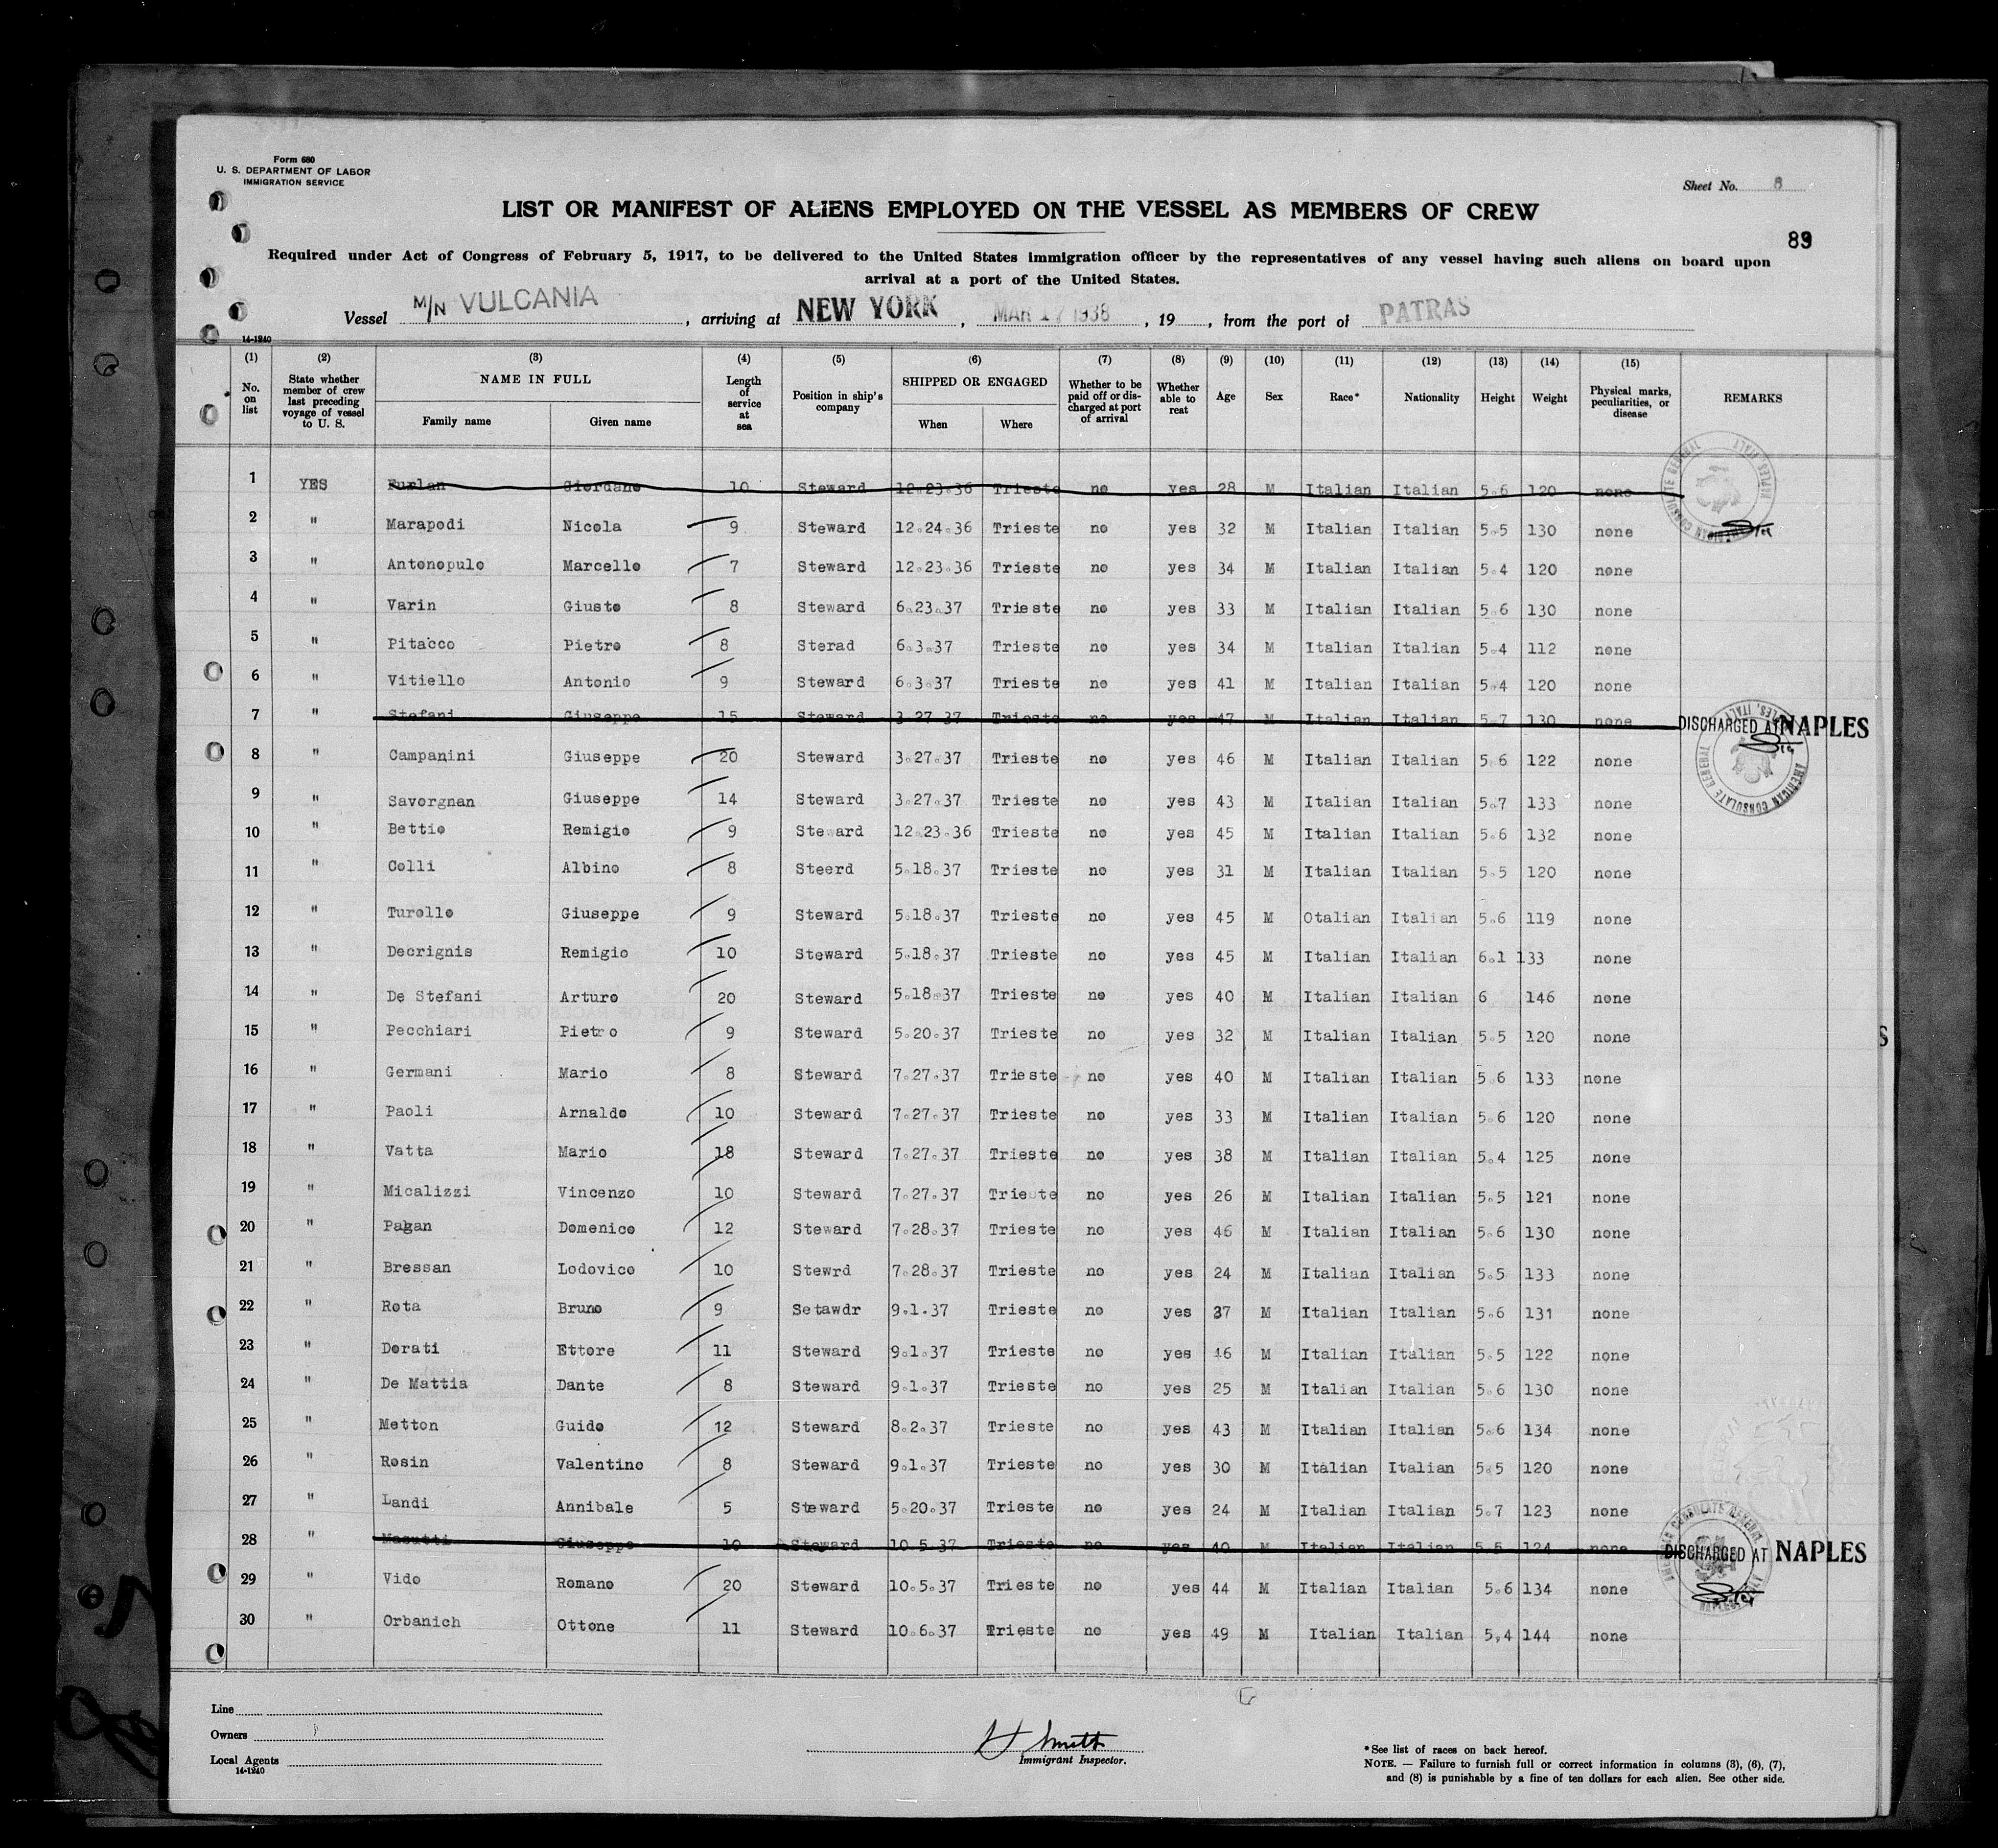 Form 680
U. S. DEPARTMENT OF LABOR
IMMIGRATION SERVICE
Sheet No. 8
LIST OR MANIFEST OF ALIENS EMPLOYED ON THE VESSEL AS MEMBERS OF CREW
89
Required under Act of Congress of February 5, 1917, to be delivered to the United States immigration officer by the representatives of any vessel having such aliens on board upon
arrival at a port of the United States.
Vessel M/N VULCANIA, arriving at NEW YORK, MAR 17 1938, 19, from the port of PATRAS
14-1240
(1) (2) (3) (4) (5) (6) (7) (8) (9) (10) (11) (12) (13) (14) (15)
No. on list State whether member of crew last preceding voyage of vessel to U. S. NAME IN FULL Family name Given name Length of service at sea Position in ship's company SHIPPED OR ENGAGED When Where Whether to be paid off or discharged at port of arrival Whether able to reat Age Sex Race* Nationality Height Weight Physical marks, peculiarities, or disease REMARKS
1 YES Furlan Giordano 10 Steward 12.23.36 Trieste no yes 28 M Italian Italian 5.6 120 none
2 " Marapodi Nicola 9 Steward 12.24.36 Trieste no yes 32 M Italian Italian 5.5 130 none
3 " Antonopulo Marcello 7 Steward 12.23.36 Trieste no yes 34 M Italian Italian 5.4 120 none
4 " Varin Giusto 8 Steward 6.23.37 Trieste no yes 33 M Italian Italian 5.6 130 none
5 " Pitacco Pietro 8 Sterad 6.3.37 Trieste no yes 34 M Italian Italian 5.4 112 none
6 " Vitiello Antonio 9 Steward 6.3.37 Trieste no yes 41 M Italian Italian 5.4 120 none
7 " Stefani Giuseppe 15 Steward 3.27.37 Trieste no yes 47 M Italian Italian 5.7 130 none DISCHARGED AT NAPLES
8 " Campanini Giuseppe 20 Steward 3.27.37 Trieste no yes 46 M Italian Italian 5.6 122 none
9 " Savorgnan Giuseppe 14 Steward 3.27.37 Trieste no yes 43 M Italian Italian 5.7 133 none
10 " Bettio Remigio 9 Steward 12.23.36 Trieste no yes 45 M Italian Italian 5.6 132 none
11 " Colli Albino 8 Steerd 5.18.37 Trieste no yes 31 M Italian Italian 5.5 120 none
12 " Turollo Giuseppe 9 Steward 5.18.37 Trieste no yes 45 M Otalian Italian 5.6 119 none
13 " Decrignis Remigio 10 Steward 5.18.37 Trieste no yes 45 M Italian Italian 6.1 133 none
14 " De Stefani Arturo 20 Steward 5.18.37 Trieste no yes 40 M Italian Italian 6 146 none
15 " Pecchiari Pietro 9 Steward 5.20.37 Trieste no yes 32 M Italian Italian 5.5 120 none
16 " Germani Mario 8 Steward 7.27.37 Trieste no yes 40 M Italian Italian 5.6 133 none
17 " Paoli Arnaldo 10 Steward 7.27.37 Trieste no yes 33 M Italian Italian 5.6 120 none
18 " Vatta Mario 18 Steward 7.27.37 Trieste no yes 38 M Italian Italian 5.4 125 none
19 " Micalizzi Vincenzo 10 Steward 7.27.37 Trieute no yes 26 M Italian Italian 5.5 121 none
20 " Pagan Domenico 12 Steward 7.28.37 Trieste no yes 46 M Italian Italian 5.6 130 none
21 " Bressan Lodovico 10 Stewrd 7.28.37 Trieste no yes 24 M Italian Italian 5.5 133 none
22 " Rota Bruno 9 Setawdr 9.1.37 Trieste no yes 37 M Italian Italian 5.6 131 none
23 " Dorati Ettore 11 Steward 9.1.37 Trieste no yes 46 M Italian Italian 5.5 122 none
24 " De Mattia Dante 8 Steward 9.1.37 Trieste no yes 25 M Italian Italian 5.6 130 none
25 " Metton Guido 12 Steward 8.2.37 Trieste no yes 43 M Italian Italian 5.6 134 none
26 " Rosin Valentino 8 Steward 9.1.37 Trieste no yes 30 M Italian Italian 5.5 120 none
27 " Landi Annibale 5 Steward 5.20.37 Trieste no yes 24 M Italian Italian 5.7 123 none
28 " Masutti Giuseppe 10 Steward 10.5.37 Trieste no yes 40 M Italian Italian 5.5 124 none DISCHARGED AT NAPLES
29 " Vido Romano 20 Steward 10.5.37 Trieste no yes 44 M Italian Italian 5.6 134 none
30 " Orbanich Ottone 11 Steward 10.6.37 Trieste no yes 49 M Italian Italian 5,4 144 none
AMERICAN CONSULATE GENERAL NAPLES, ITALY
AMERICAN CONSULATE GENERAL NAPLES, ITALY
AMERICAN CONSULATE GENERAL NAPLES, ITALY
S
Line
Owners
Local Agents
14-1240
H Smith
Immigrant Inspector.
*See list of races on back hereof.
NOTE. — Failure to furnish full or correct information in columns (3), (6), (7),
and (8) is punishable by a fine of ten dollars for each alien. See other side.